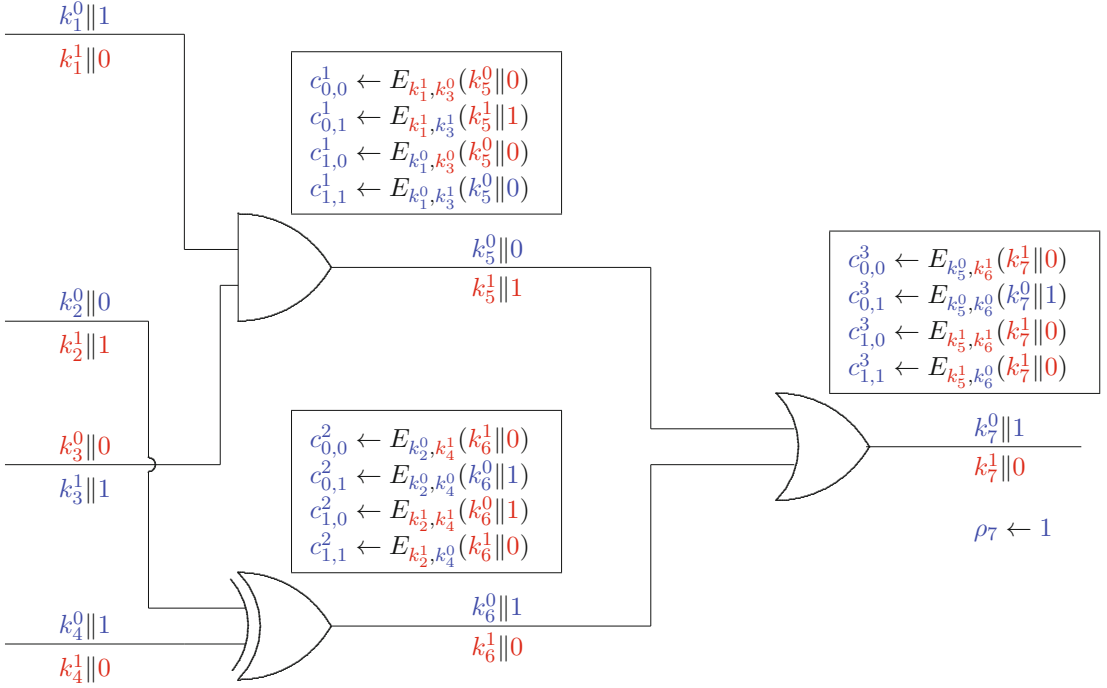 k_1^0‖1
k_1^1‖0
c_{0,0}^1 ← E_{k_1^1,k_3^0}(k_5^0‖0)
c_{0,1}^1 ← E_{k_1^1,k_3^1}(k_5^1‖1)
c_{1,0}^1 ← E_{k_1^0,k_3^0}(k_5^0‖0)
c_{1,1}^1 ← E_{k_1^0,k_3^1}(k_5^0‖0)
k_5^0‖0
k_5^1‖1
k_2^0‖0
k_2^1‖1
c_{0,0}^3 ← E_{k_5^0,k_6^1}(k_7^1‖0)
c_{0,1}^3 ← E_{k_5^0,k_6^0}(k_7^0‖1)
c_{1,0}^3 ← E_{k_5^1,k_6^1}(k_7^1‖0)
c_{1,1}^3 ← E_{k_5^1,k_6^0}(k_7^1‖0)
k_3^0‖0
k_3^1‖1
c_{0,0}^2 ← E_{k_2^0,k_4^1}(k_6^1‖0)
c_{0,1}^2 ← E_{k_2^0,k_4^0}(k_6^0‖1)
c_{1,0}^2 ← E_{k_2^1,k_4^1}(k_6^0‖1)
c_{1,1}^2 ← E_{k_2^1,k_4^0}(k_6^1‖0)
k_7^0‖1
k_7^1‖0
ρ_7 ← 1
k_4^0‖1
k_4^1‖0
k_6^0‖1
k_6^1‖0